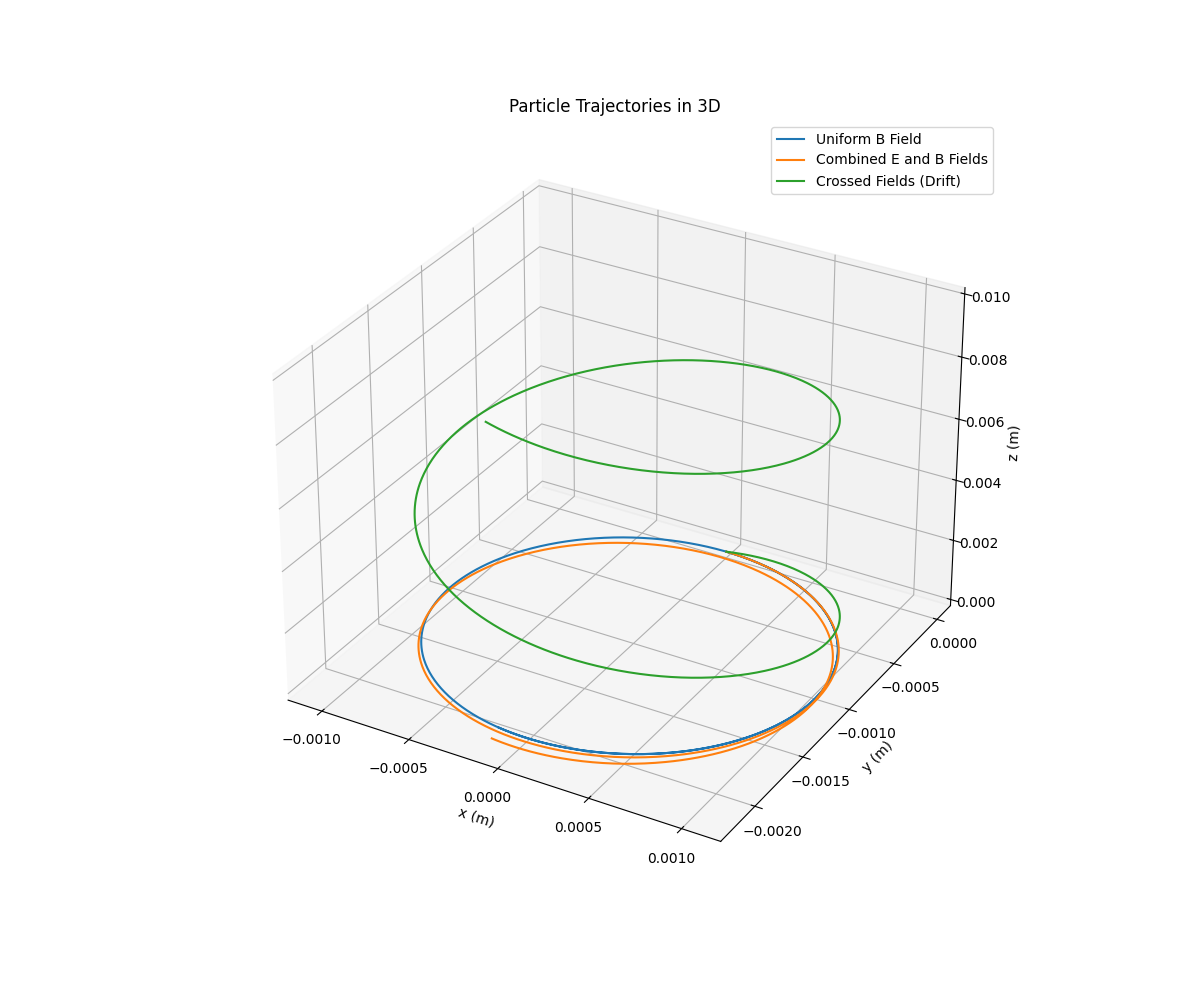 Particle Trajectories in 3D
Uniform B Field
Combined E and B Fields
Crossed Fields (Drift)
0.010
0.008
0.006
z (m)
0.004
0.002
0.000
0.0000
−0.0005
−0.0010
y (m)
−0.0015
−0.0020
−0.0010
−0.0005
0.0000
x (m)
0.0005
0.0010